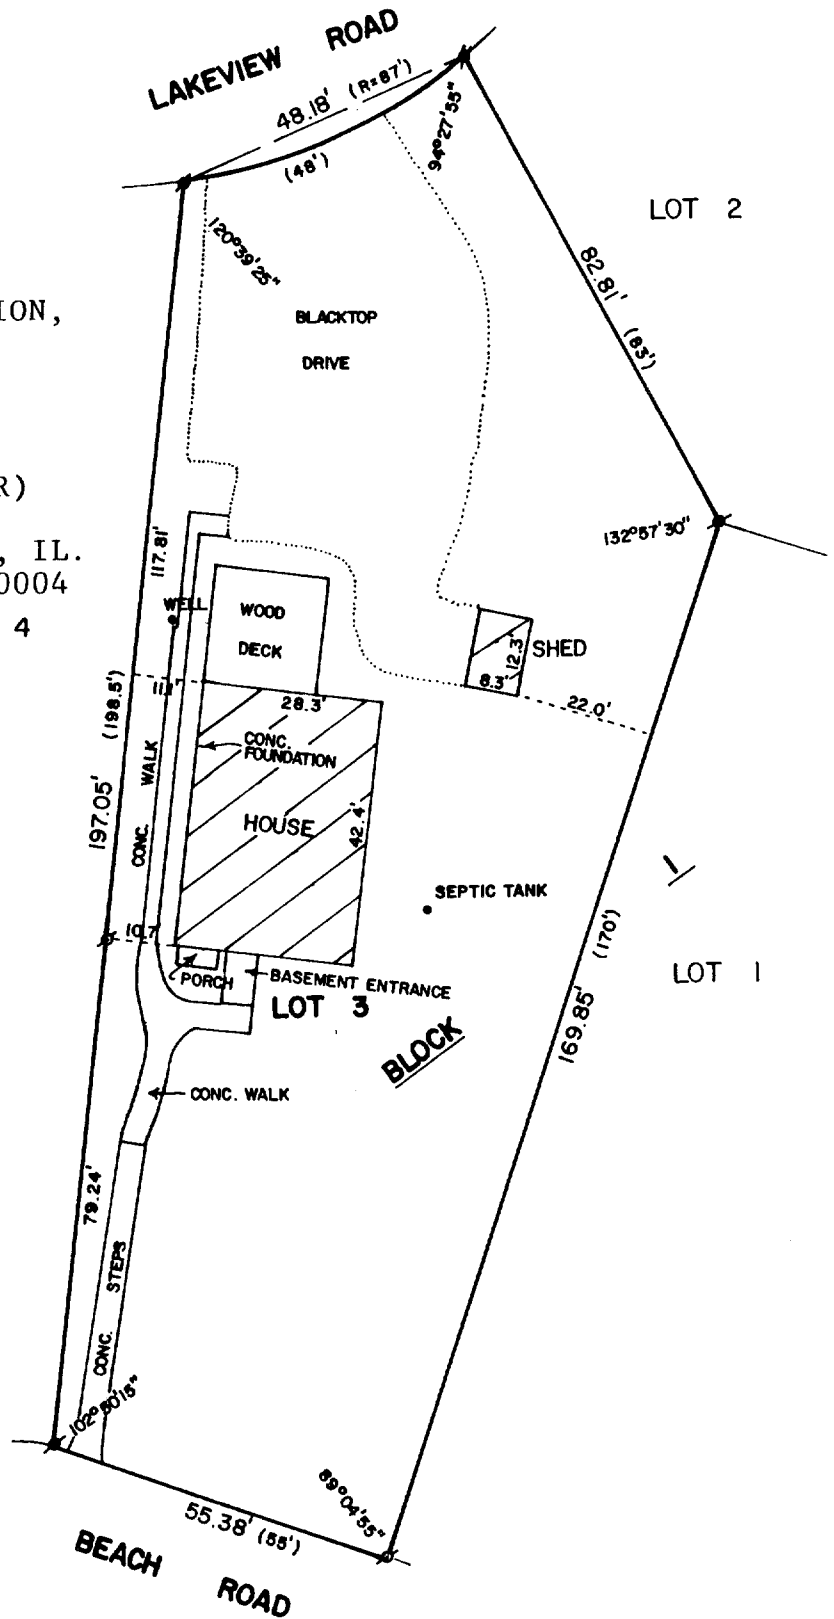 LAKEVIEW ROAD
48.18' (R=87')
(48')
94°27'55"
120°39'25"
LOT 2
82.81' (83')
ION,
BLACKTOP
DRIVE
R)
, IL.
0004
4
117.81'
132°57'30"
WELL
WOOD
DECK
SHED
12.3'
8.3'
22.0'
11.1'
28.3'
(198.5')
197.05'
CONC. WALK
CONC.
FOUNDATION
HOUSE
42.4'
SEPTIC TANK
1
(170')
169.85'
LOT 1
10.7'
PORCH
BASEMENT ENTRANCE
LOT 3
BLOCK
CONC. WALK
79.24'
CONC. STEPS
102°50'15"
89°04'55"
55.38' (55')
BEACH ROAD